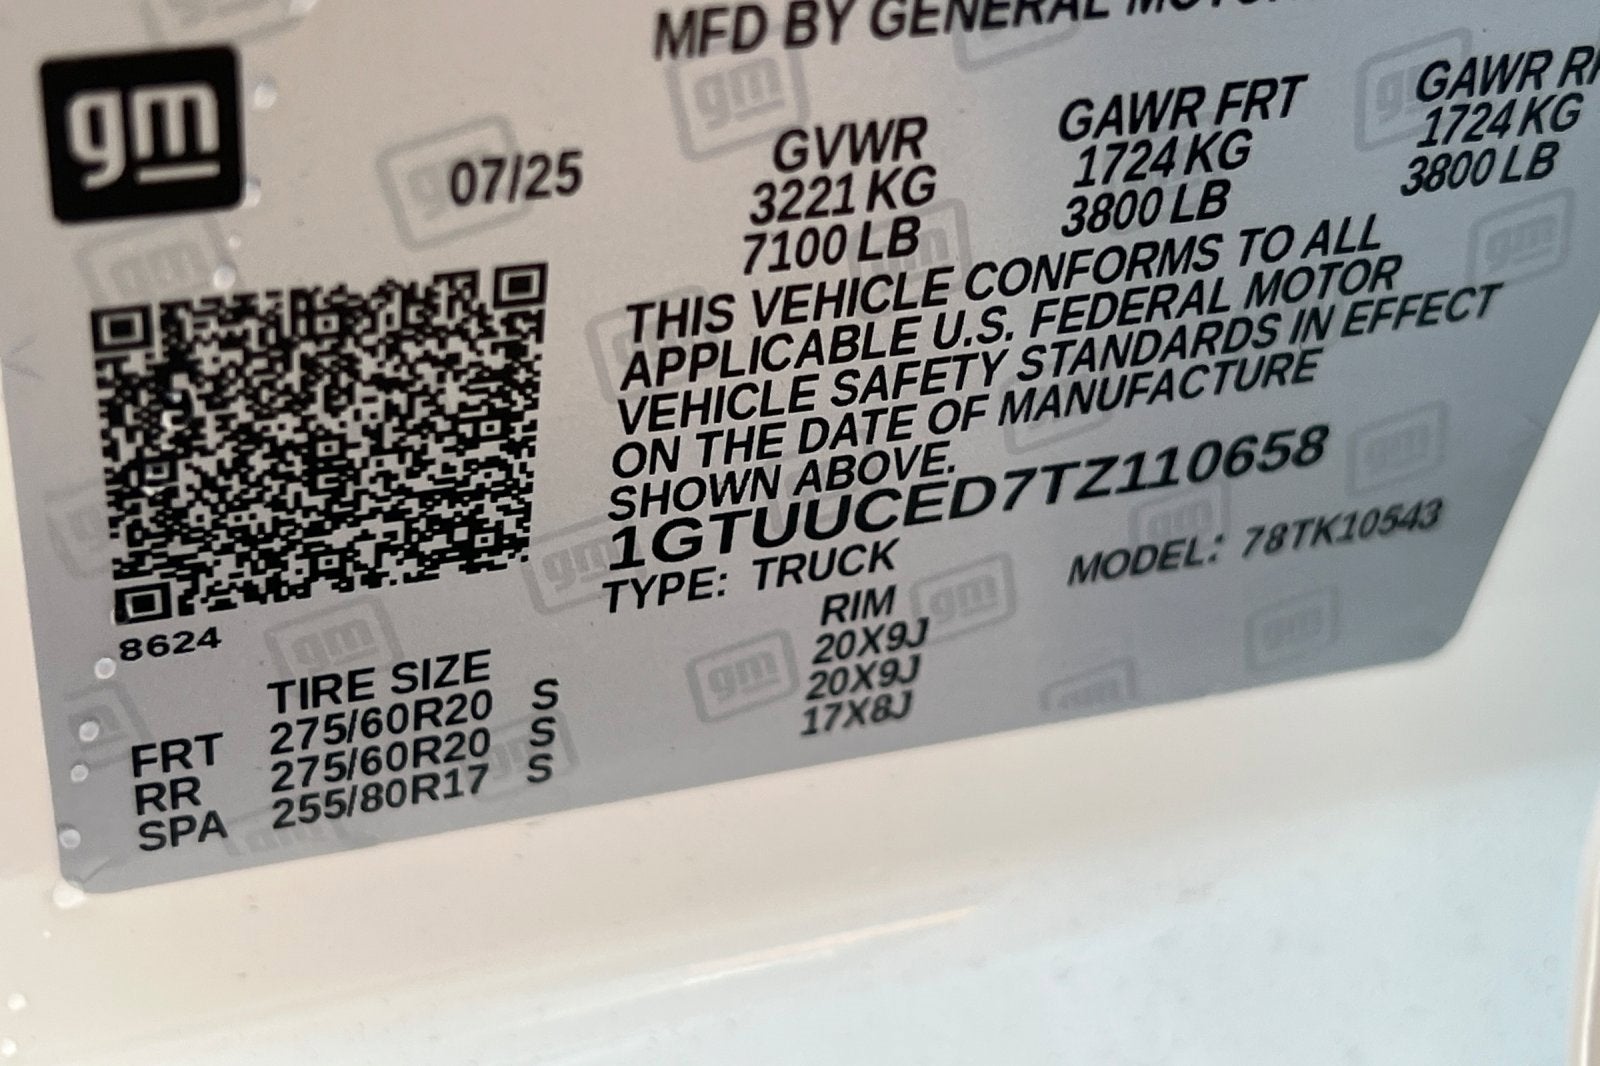 MFD BY GENERAL
gm
07/25
GVWR
3221 KG
7100 LB
GAWR FRT
1724 KG
3800 LB
GAWR
1724 KG
3800 LB
THIS VEHICLE CONFORMS TO ALL
APPLICABLE U.S. FEDERAL MOTOR
VEHICLE SAFETY STANDARDS IN EFFECT
ON THE DATE OF MANUFACTURE
SHOWN ABOVE.
1GTUUCED7TZ110658
TYPE: TRUCK MODEL: 78TK10543
8624
TIRE SIZE RIM
FRT 275/60R20 S 20X9J
RR 275/60R20 S 20X9J
SPA 255/80R17 S 17X8J